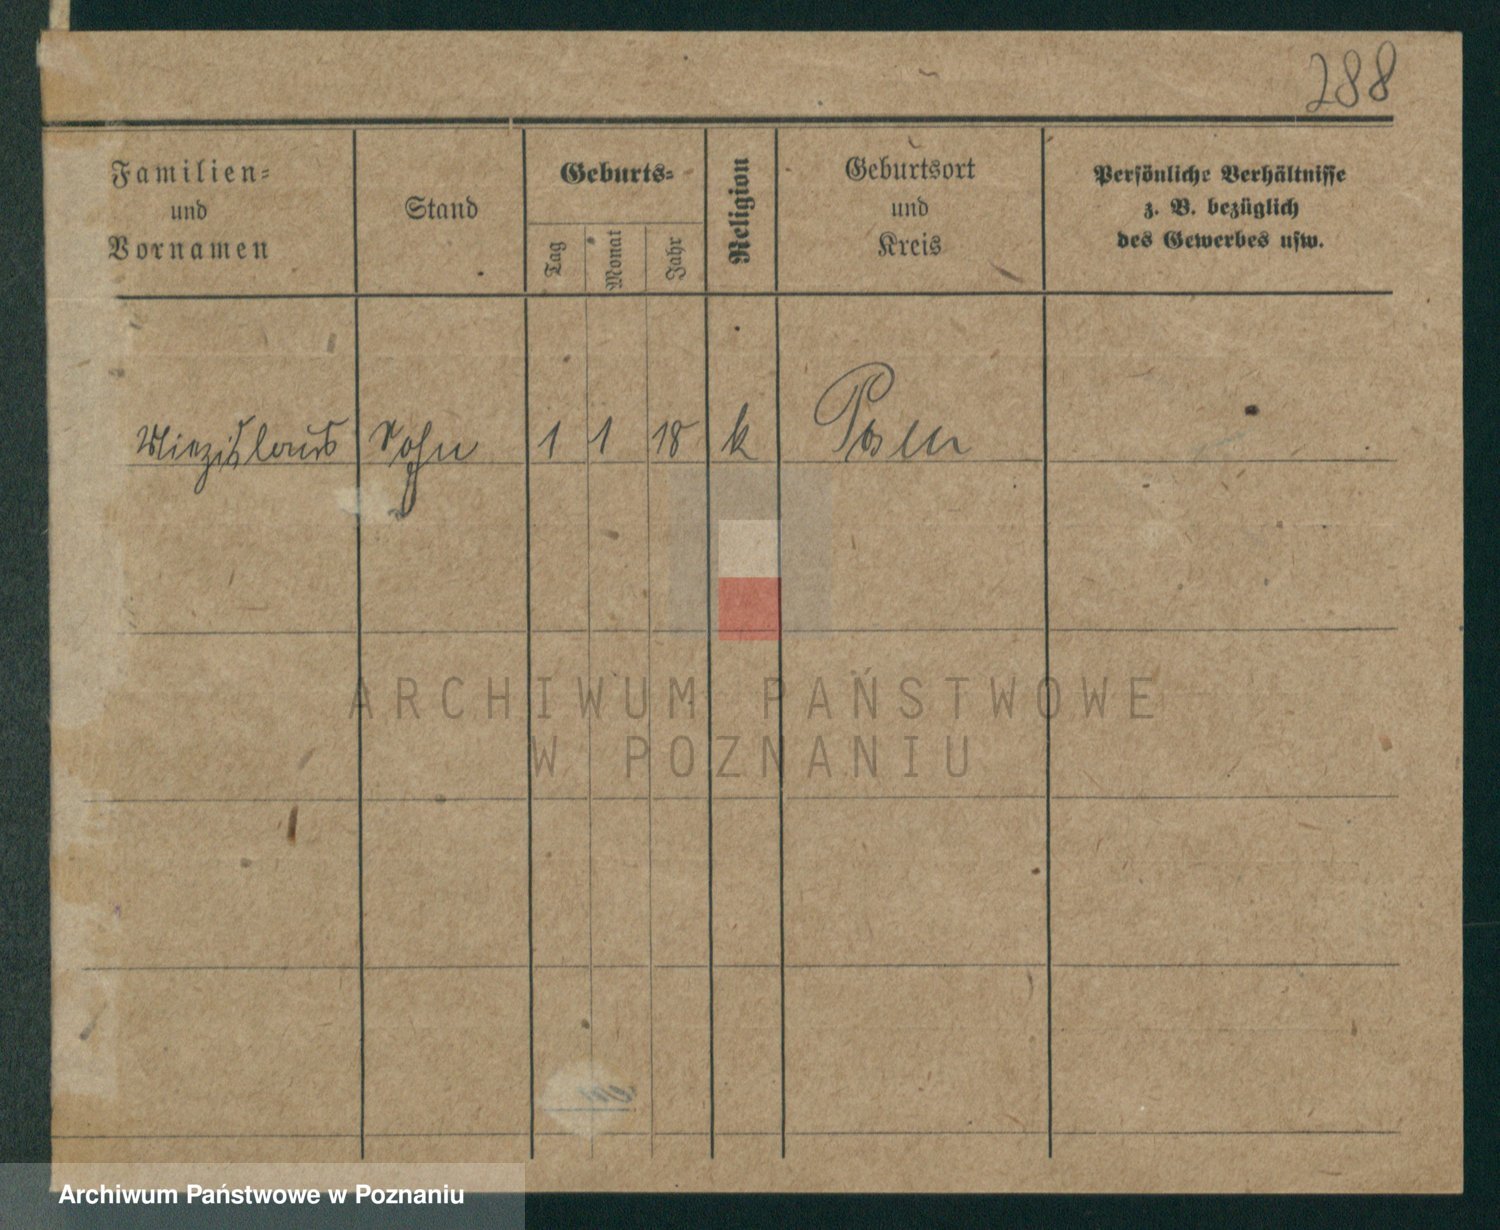 288
Familien=
und
Vornamen
Stand
Geburts=
Tag
Monat
Jahr
Religion
Geburtsort
und
Kreis
Persönliche Verhältnisse
z. B. bezüglich
des Gewerbes usw.
Miezislaus Sohn 1 1 18 k Posen
ARCHIWUM PAŃSTWOWE
W POZNANIU
Archiwum Państwowe w Poznaniu